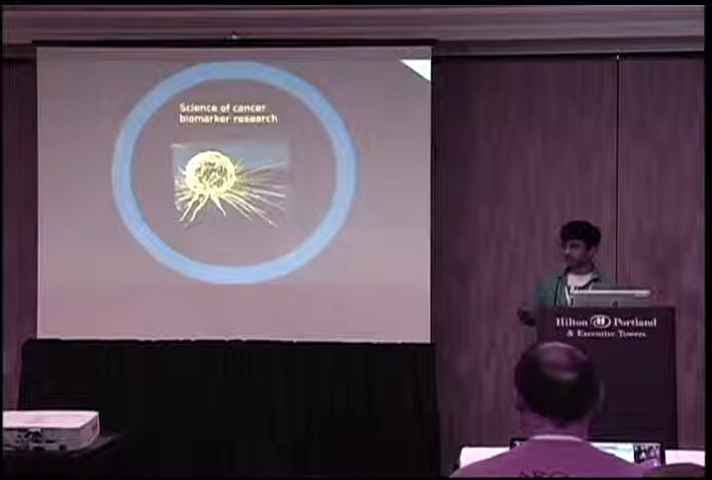 Science of cancer
biomarker research
Hilton Portland
& Executive Towers